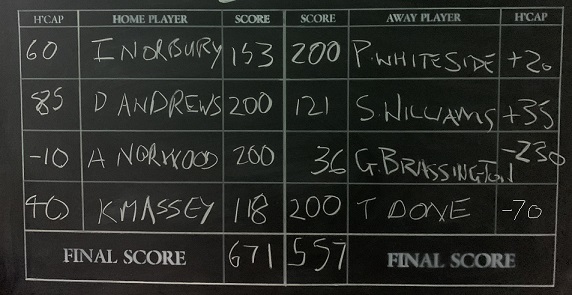 H'CAP HOME PLAYER SCORE SCORE AWAY PLAYER H'CAP
60 I NORBURY 153 200 P. WHITESIDE +20
85 D ANDREWS 200 121 S. WILLIAMS +35
-10 A NORWOOD 200 36 G. BRASSINGTON -230
40 K MASSEY 118 200 T DONE -70
FINAL SCORE 671 557 FINAL SCORE